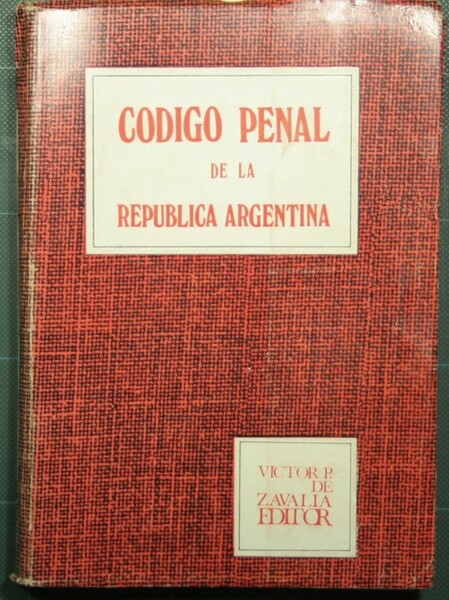 CODIGO PENAL
DE LA
REPUBLICA ARGENTINA
VICTOR P.
DE
ZAVALIA
EDITOR